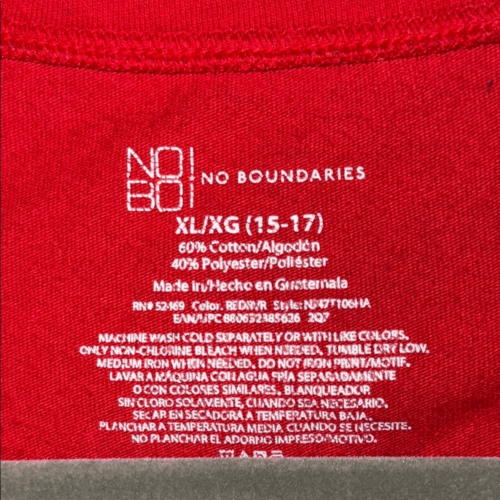 NO!
BO!
NO BOUNDARIES
XL/XG (15-17)
60% Cotton/Algodón
40% Polyester/Poliéster
Made in/Hecho en Guatemala
RN# 52469 Color: Style:
EAN/UPC 2Q7
MACHINE WASH COLD SEPARATELY OR WITH LIKE COLORS.
ONLY NON-CHLORINE BLEACH WHEN NEEDED. TUMBLE DRY LOW.
MEDIUM IRON WHEN NEEDED. DO NOT IRON PRINT/MOTIF.
LAVAR A MÁQUINA CON AGUA FRÍA SEPARADAMENTE
O CON COLORES SIMILARES. BLANQUEADOR
SIN CLORO SOLAMENTE, CUANDO SEA NECESARIO.
SECAR EN SECADORA A TEMPERATURA BAJA.
PLANCHAR A TEMPERATURA MEDIA CUANDO SE NECESITE.
NO PLANCHAR EL ADORNO IMPRESO/MOTIVO.